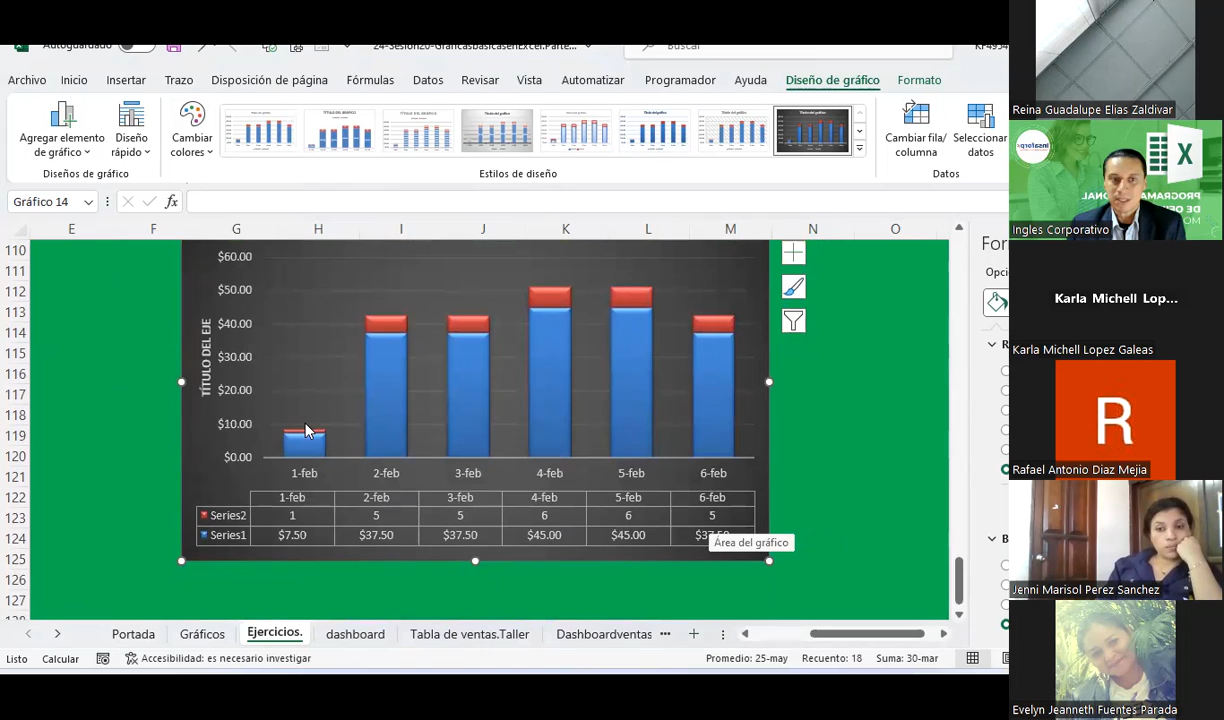 Autoguardado
24-Sesion20-GraficasbasicasenExcel.Parte...
Buscar
Archivo Inicio Insertar Trazo Disposición de página Fórmulas Datos Revisar Vista Automatizar Programador Ayuda Diseño de gráfico Formato
Agregar elemento de gráfico
Diseño rápido
Cambiar colores
Cambiar fila/ columna
Seleccionar datos
Diseños de gráfico
Estilos de diseño
Datos
Gráfico 14
fx
E F G H I J K L M N O
110
111
112
113
114
115
116
117
118
119
120
121
122
123
124
125
126
127
$60.00
$50.00
$40.00
$30.00
$20.00
$10.00
$0.00
TÍTULO DEL EJE
1-feb 2-feb 3-feb 4-feb 5-feb 6-feb
1-feb 2-feb 3-feb 4-feb 5-feb 6-feb
Series2 1 5 5 6 6 5
Series1 $7.50 $37.50 $37.50 $45.00 $45.00
Área del gráfico
Portada Gráficos Ejercicios. dashboard Tabla de ventas.Taller Dashboardventas
Listo Calcular Accesibilidad: es necesario investigar Promedio: 25-may Recuento: 18 Suma: 30-mar
Reina Guadalupe Elías Zaldivar
Insaforp
X
Ingles Corporativo
Karla Michell Lop...
Karla Michell Lopez Galeas
R
Rafael Antonio Diaz Mejia
Jenni Marisol Perez Sanchez
Evelyn Jeanneth Fuentes Parada